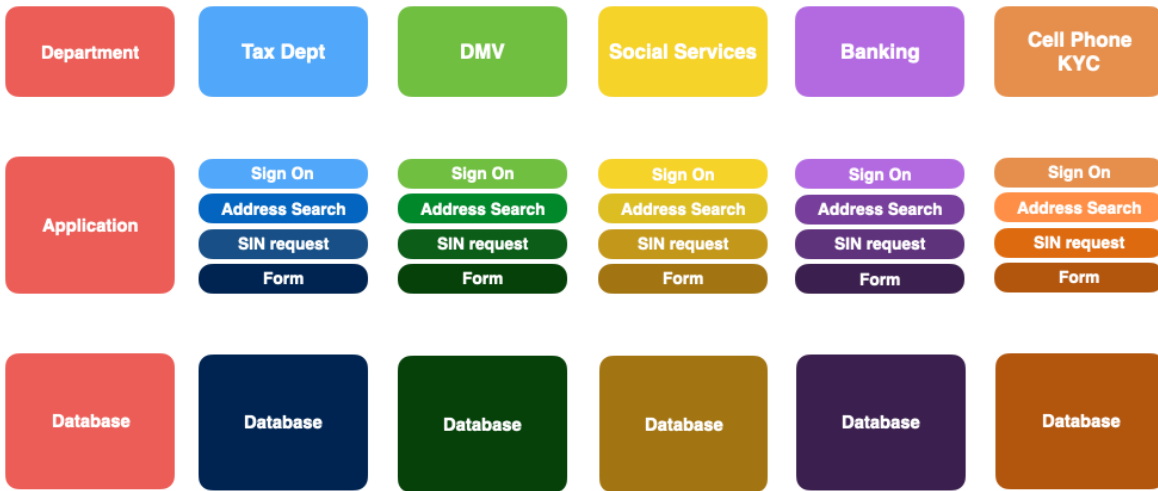 Department
Tax Dept
DMV
Social Services
Banking
Cell Phone
KYC
Application
Sign On
Address Search
SIN request
Form
Sign On
Address Search
SIN request
Form
Sign On
Address Search
SIN request
Form
Sign On
Address Search
SIN request
Form
Sign On
Address Search
SIN request
Form
Database
Database
Database
Database
Database
Database